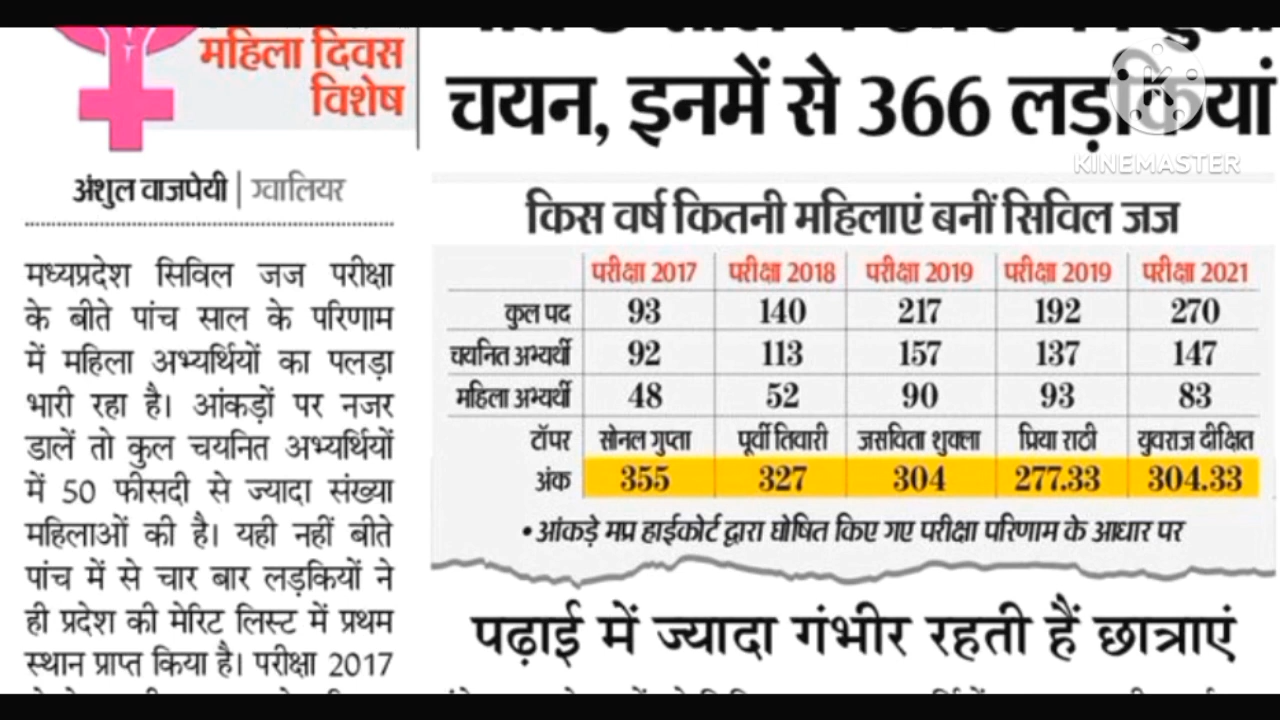 महिला दिवस
विशेष
चयन, इनमें से 366 लड़कियां
KINEMASTER
अंशुल वाजपेयी | ग्वालियर
मध्यप्रदेश सिविल जज परीक्षा
के बीते पांच साल के परिणाम
में महिला अभ्यर्थियों का पलड़ा
भारी रहा है। आंकड़ों पर नजर
डालें तो कुल चयनित अभ्यर्थियों
में 50 फीसदी से ज्यादा संख्या
महिलाओं की है। यही नहीं बीते
पांच में से चार बार लड़कियों ने
ही प्रदेश की मेरिट लिस्ट में प्रथम
स्थान प्राप्त किया है। परीक्षा 2017
किस वर्ष कितनी महिलाएं बनीं सिविल जज
परीक्षा 2017 परीक्षा 2018 परीक्षा 2019 परीक्षा 2019 परीक्षा 2021
कुल पद 93 140 217 192 270
चयनित अभ्यर्थी 92 113 157 137 147
महिला अभ्यर्थी 48 52 90 93 83
टॉपर सोनल गुप्ता पूर्वी तिवारी जसविता शुक्ला प्रिया राठी युवराज दीक्षित
अंक 355 327 304 277.33 304.33
• आंकड़े मप्र हाईकोर्ट द्वारा घोषित किए गए परीक्षा परिणाम के आधार पर
पढ़ाई में ज्यादा गंभीर रहती हैं छात्राएं